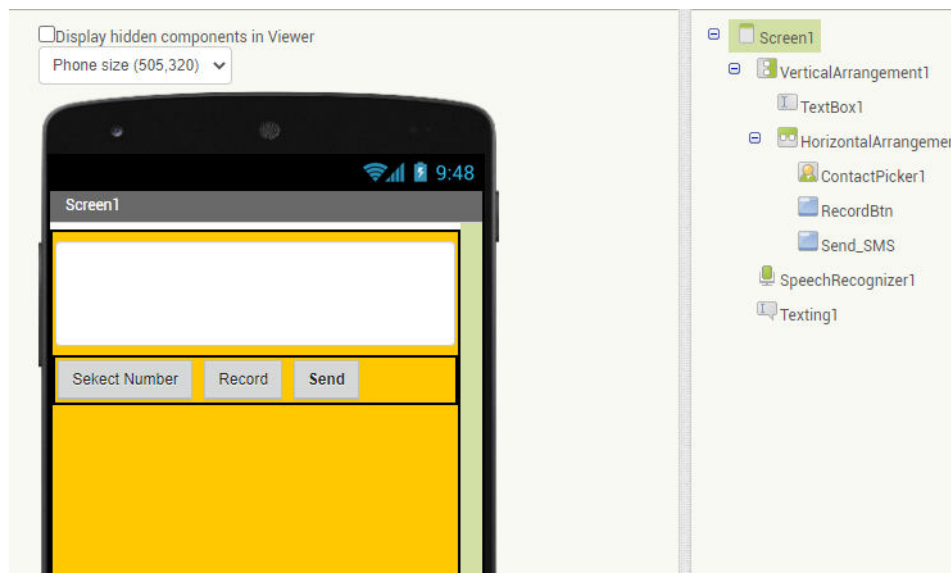 Display hidden components in Viewer
Phone size (505,320)
9:48
Screen1
Sekect Number
Record
Send
Screen1
VerticalArrangement1
TextBox1
HorizontalArrangemen
ContactPicker1
RecordBtn
Send_SMS
SpeechRecognizer1
Texting1